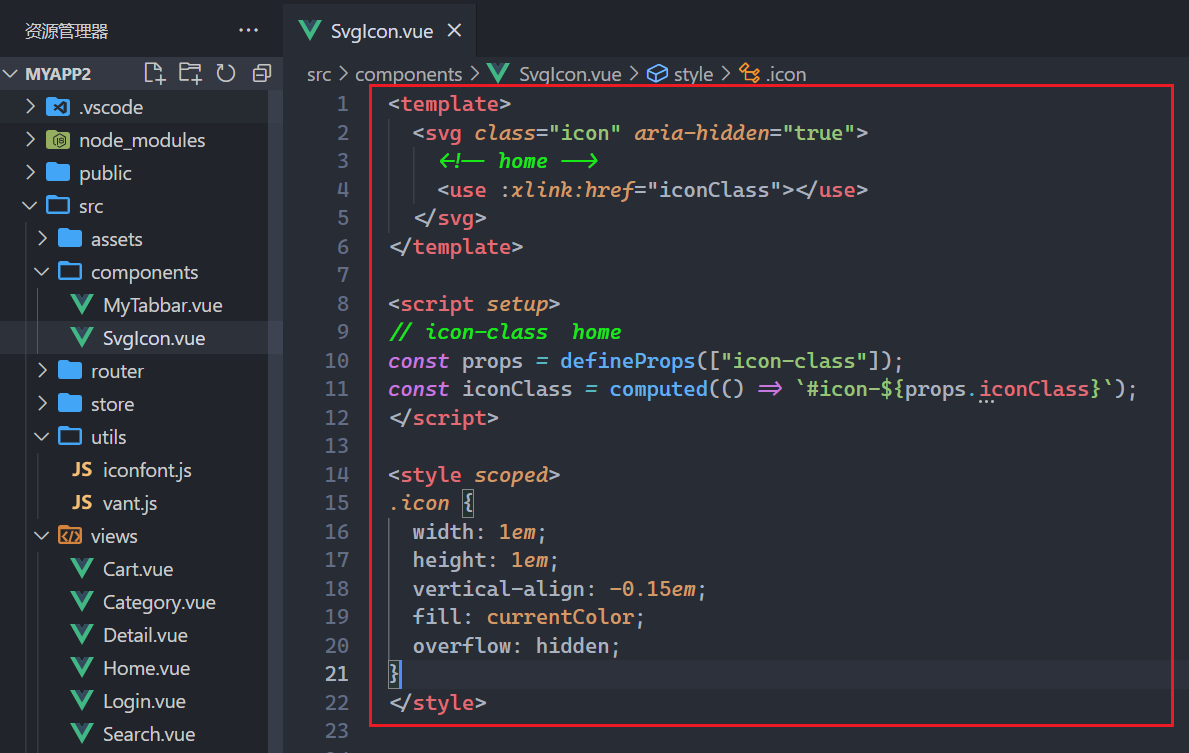 资源管理器
MYAPP2
.vscode
node_modules
public
src
assets
components
MyTabbar.vue
SvgIcon.vue
router
store
utils
JS iconfont.js
JS vant.js
views
Cart.vue
Category.vue
Detail.vue
Home.vue
Login.vue
Search.vue
SvgIcon.vue
src > components > SvgIcon.vue > style > .icon
1 <template>
2 <svg class="icon" aria-hidden="true">
3 <!-- home -->
4 <use :xlink:href="iconClass"></use>
5 </svg>
6 </template>
7
8 <script setup>
9 // icon-class home
10 const props = defineProps(["icon-class"]);
11 const iconClass = computed(() => `#icon-${props.iconClass}`);
12 </script>
13
14 <style scoped>
15 .icon {
16 width: 1em;
17 height: 1em;
18 vertical-align: -0.15em;
19 fill: currentColor;
20 overflow: hidden;
21 }
22 </style>
23